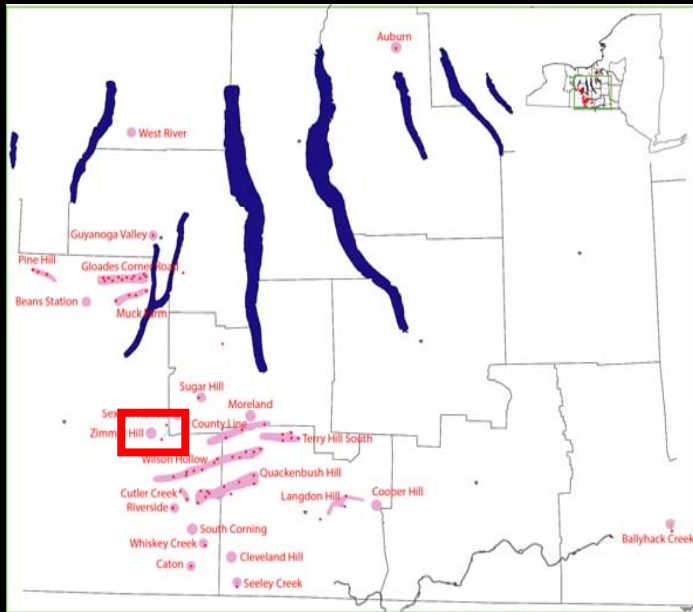 Auburn
West River
Guyanoga Valley
Pine Hill
Gloades Corner Road
Beans Station
Muck Farm
Sugar Hill
Moreland
County Line
Hill
Terry Hill South
Wilson Hollow
Quackenbush Hill
Cutler Creek
Langdon Hill
Cooper Hill
Riverside
South Corning
Ballyhack Creek
Whiskey Creek
Cleveland Hill
Caton
Seeley Creek